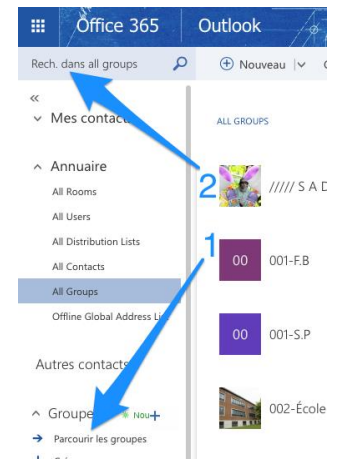 Office 365 Outlook
Rech. dans all groups Nouveau
«
Mes contac
ALL GROUPS
Annuaire
2 ///// S A D
All Rooms
All Users
All Distribution Lists
1
00 001-F.B
All Contacts
All Groups
Offline Global Address Li
00 001-S.P
Autres contacts
002-École
Groupe Nou+
Parcourir les groupes